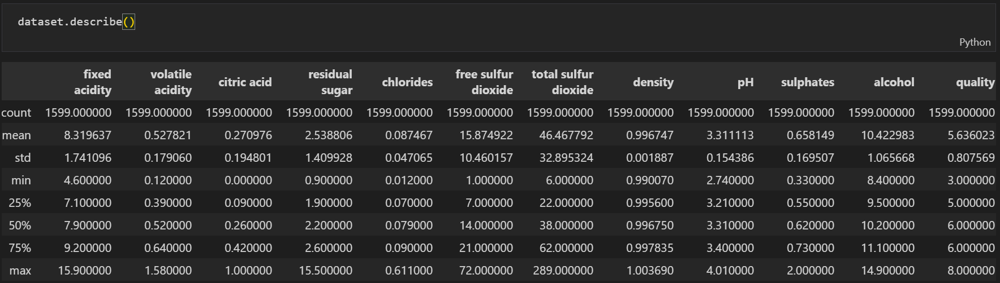 dataset.describe()
Python
fixed acidity volatile acidity citric acid residual sugar chlorides free sulfur dioxide total sulfur dioxide density pH sulphates alcohol quality
count 1599.000000 1599.000000 1599.000000 1599.000000 1599.000000 1599.000000 1599.000000 1599.000000 1599.000000 1599.000000 1599.000000 1599.000000
mean 8.319637 0.527821 0.270976 2.538806 0.087467 15.874922 46.467792 0.996747 3.311113 0.658149 10.422983 5.636023
std 1.741096 0.179060 0.194801 1.409928 0.047065 10.460157 32.895324 0.001887 0.154386 0.169507 1.065668 0.807569
min 4.600000 0.120000 0.000000 0.900000 0.012000 1.000000 6.000000 0.990070 2.740000 0.330000 8.400000 3.000000
25% 7.100000 0.390000 0.090000 1.900000 0.070000 7.000000 22.000000 0.995600 3.210000 0.550000 9.500000 5.000000
50% 7.900000 0.520000 0.260000 2.200000 0.079000 14.000000 38.000000 0.996750 3.310000 0.620000 10.200000 6.000000
75% 9.200000 0.640000 0.420000 2.600000 0.090000 21.000000 62.000000 0.997835 3.400000 0.730000 11.100000 6.000000
max 15.900000 1.580000 1.000000 15.500000 0.611000 72.000000 289.000000 1.003690 4.010000 2.000000 14.900000 8.000000